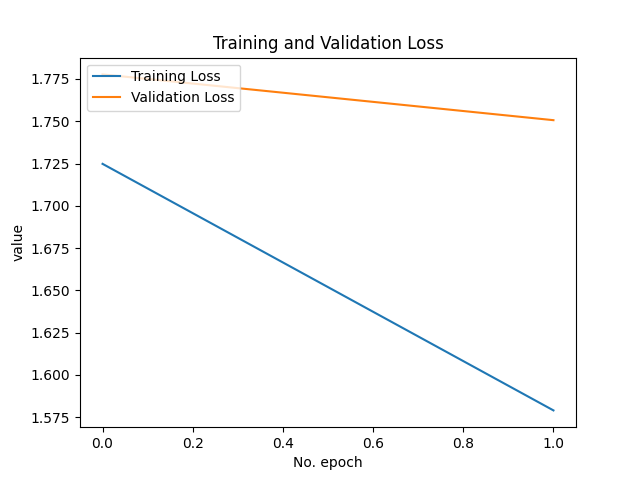 Training and Validation Loss
Training Loss
Validation Loss
1.775
1.750
1.725
1.700
1.675
1.650
1.625
1.600
1.575
value
0.0 0.2 0.4 0.6 0.8 1.0
No. epoch